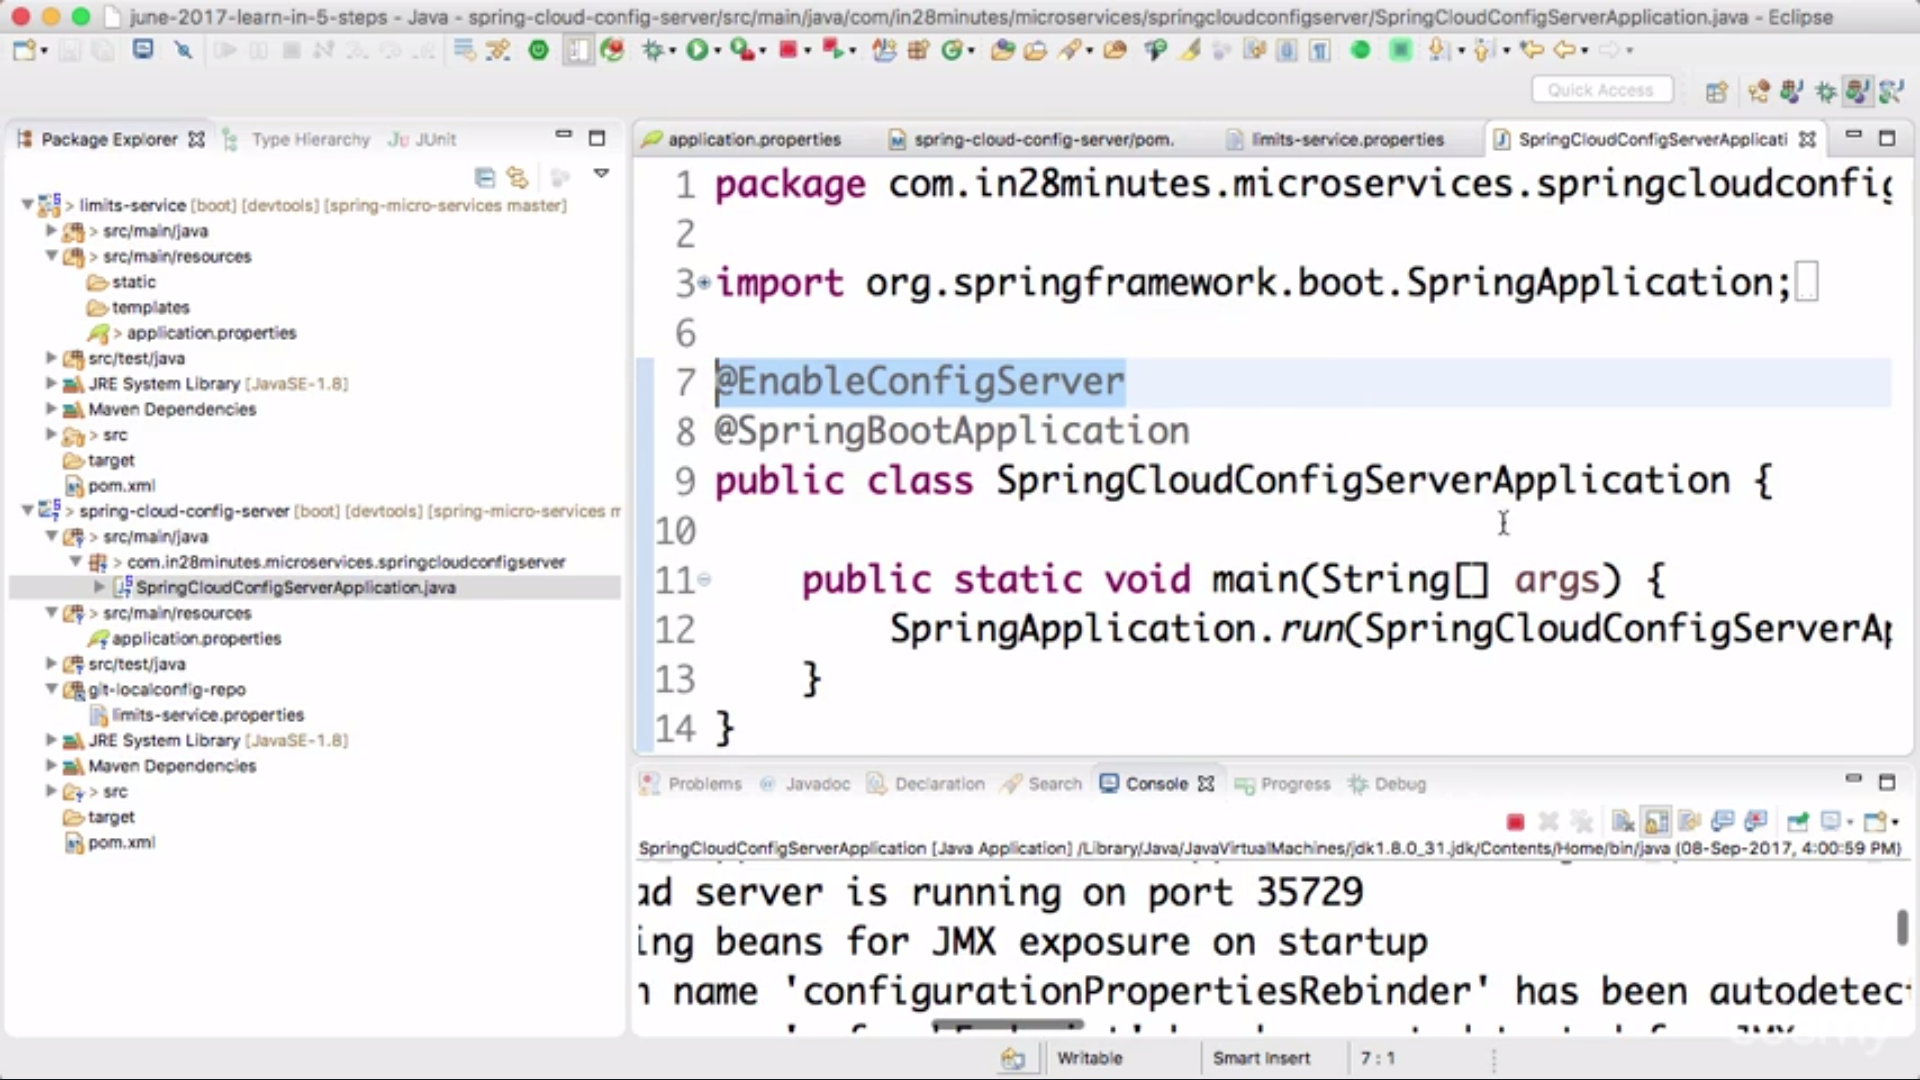 june-2017-learn-in-5-steps - Java - spring-cloud-config-server/src/main/java/com/in28minutes/microservices/springcloudconfigserver/SpringCloudConfigServerApplication.java - Eclipse
Quick Access
Package Explorer
Type Hierarchy
JUnit
> limits-service [boot] [devtools] [spring-micro-services master]
> src/main/java
> src/main/resources
static
templates
> application.properties
src/test/java
JRE System Library [JavaSE-1.8]
Maven Dependencies
> src
target
pom.xml
> spring-cloud-config-server [boot] [devtools] [spring-micro-services m
> src/main/java
> com.in28minutes.microservices.springcloudconfigserver
SpringCloudConfigServerApplication.java
> src/main/resources
application.properties
src/test/java
git-localconfig-repo
limits-service.properties
JRE System Library [JavaSE-1.8]
Maven Dependencies
> src
target
pom.xml
application.properties
spring-cloud-config-server/pom.
limits-service.properties
SpringCloudConfigServerApplicati
1 package com.in28minutes.microservices.springcloudconfig
2
3 import org.springframework.boot.SpringApplication;
6
7 @EnableConfigServer
8 @SpringBootApplication
9 public class SpringCloudConfigServerApplication {
10
11 public static void main(String[] args) {
12 SpringApplication.run(SpringCloudConfigServerAp
13 }
14 }
Problems
Javadoc
Declaration
Search
Console
Progress
Debug
SpringCloudConfigServerApplication [Java Application] /Library/Java/JavaVirtualMachines/jdk1.8.0_31.jdk/Contents/Home/bin/java (08-Sep-2017, 4:00:59 PM)
ad server is running on port 35729
ing beans for JMX exposure on startup
n name 'configurationPropertiesRebinder' has been autodetect
Writable
Smart Insert
7 : 1